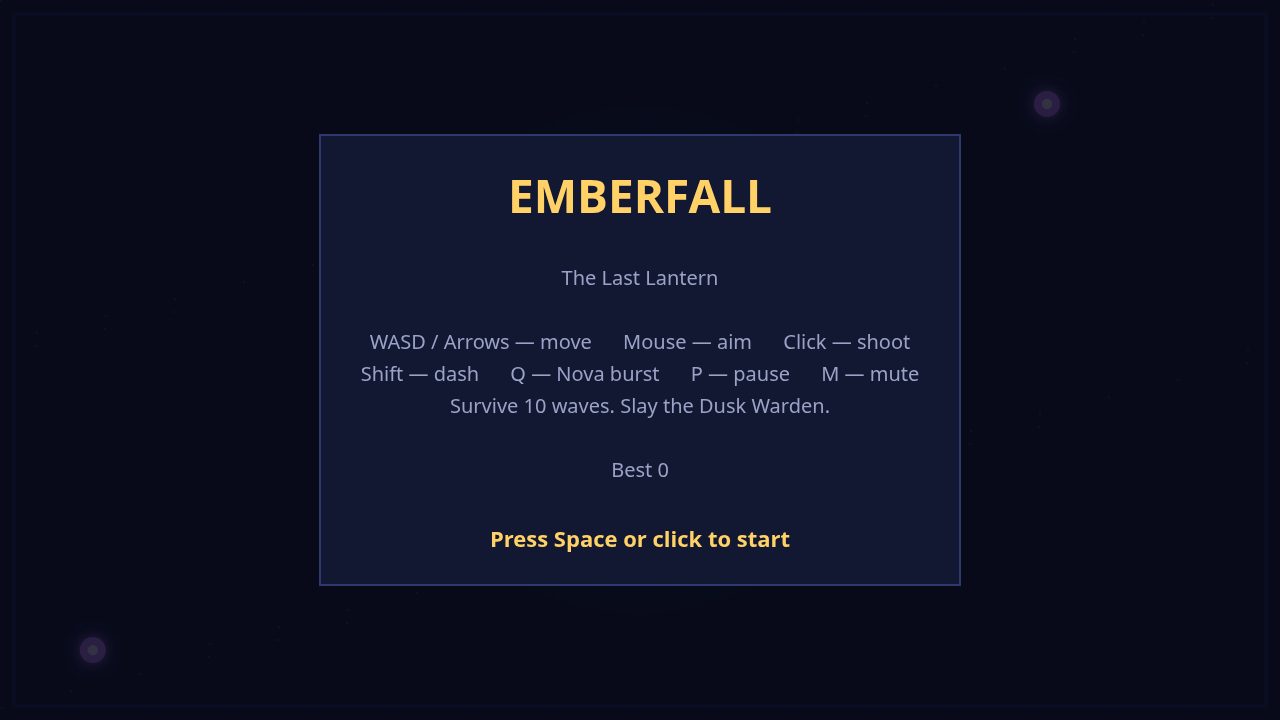 EMBERFALL
The Last Lantern
WASD / Arrows — move Mouse — aim Click — shoot
Shift — dash Q — Nova burst P — pause M — mute
Survive 10 waves. Slay the Dusk Warden.
Best 0
Press Space or click to start